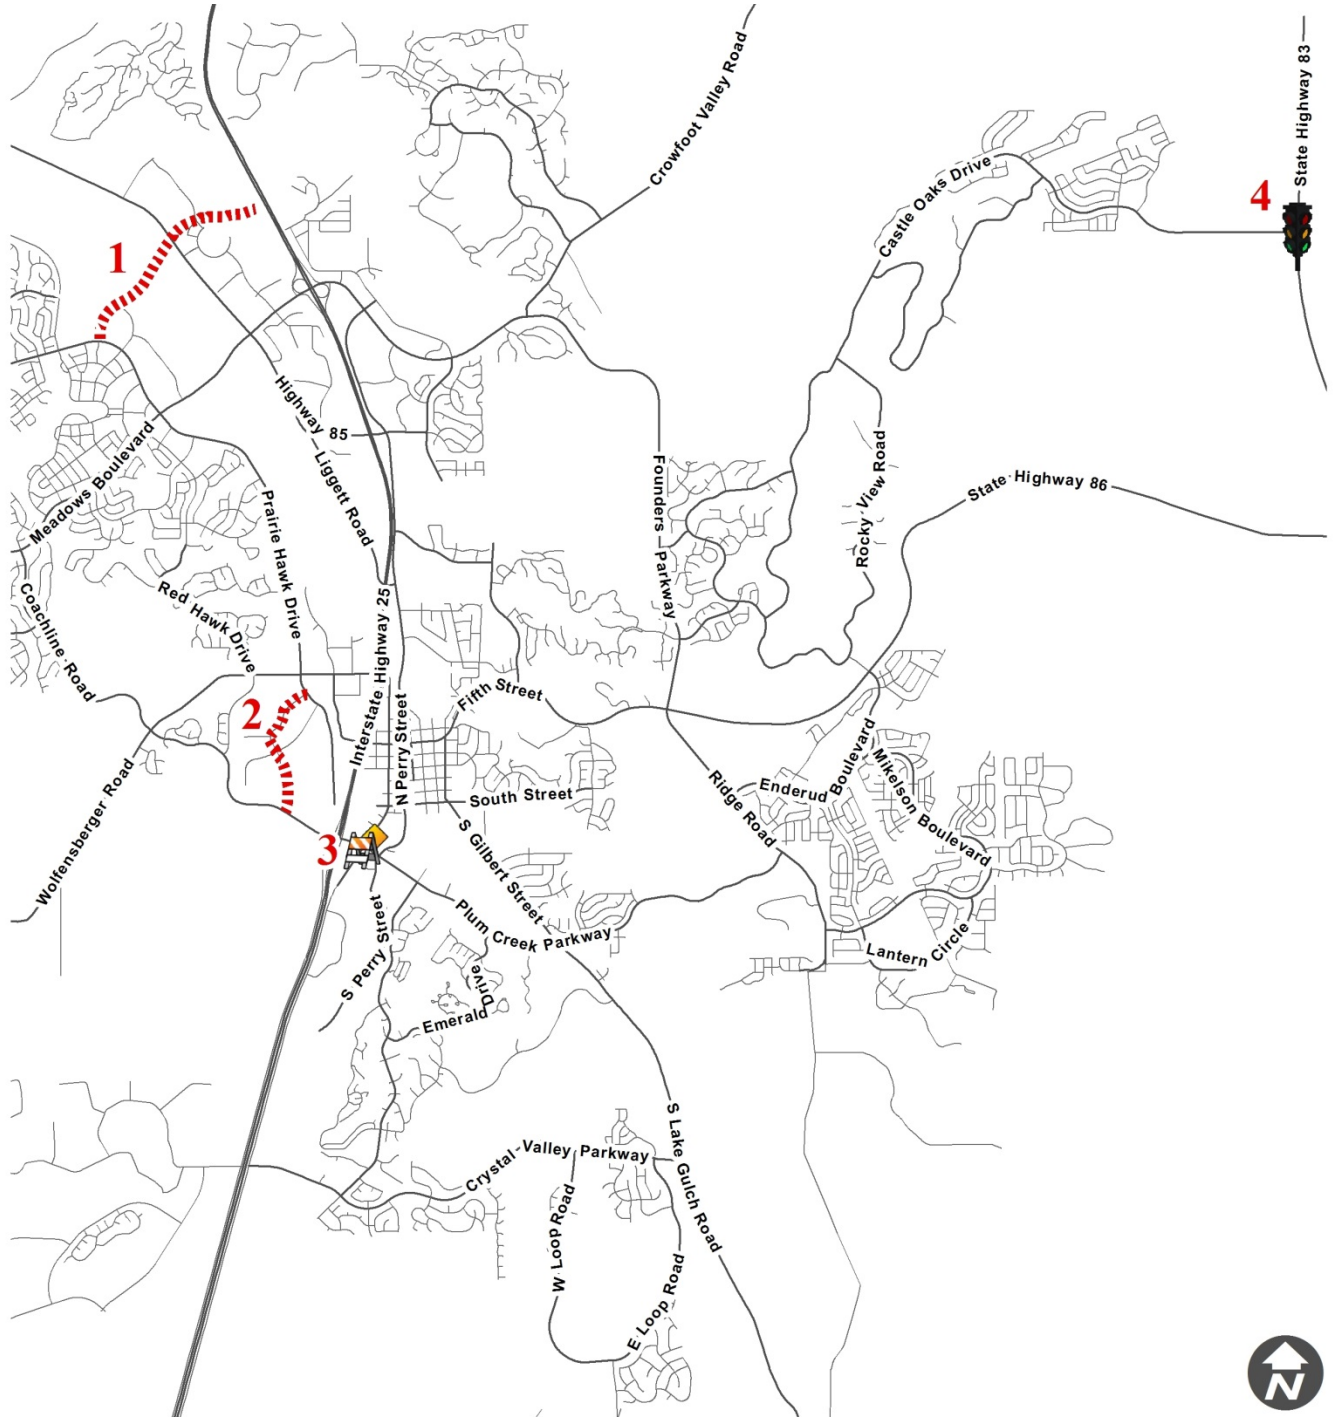 State Highway 83
Crowfoot Valley Road
Castle Oaks Drive
4
1
Highway 85
Liggett Road
Meadows Boulevard
Founders Parkway
Rocky View Road
State Highway 86
Prairie Hawk Drive
Red Hawk Drive
Coachline Road
Interstate Highway 25
N Perry Street
Fifth Street
2
Wolfensberger Road
South Street
Ridge Road
Enderud Boulevard
Mikelson Boulevard
3
S Gilbert Street
Plum Creek Parkway
S Perry Street
Lantern Circle
Emerald Drive
Crystal Valley Parkway
S Lake Gulch Road
W Loop Road
E Loop Road
N